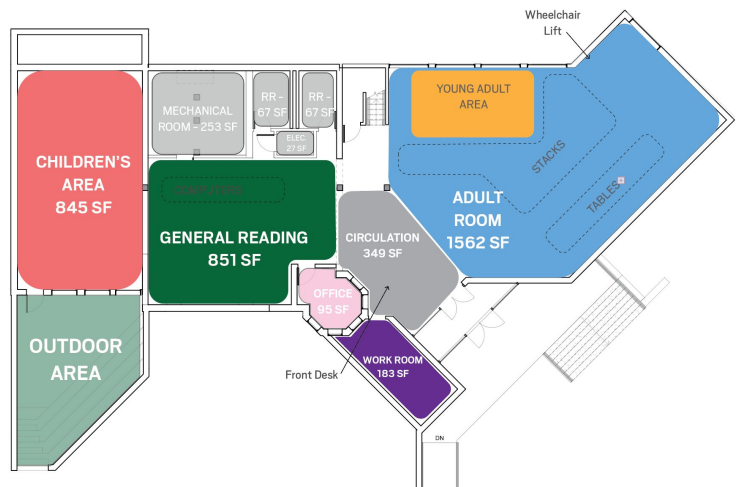 Wheelchair
Lift
YOUNG ADULT
AREA
MECHANICAL
ROOM - 253 SF
RR -
67 SF
RR -
67 SF
ELEC
27 SF
CHILDREN'S
AREA
845 SF
COMPUTERS
STACKS
TABLES
ADULT
ROOM
1562 SF
GENERAL READING
851 SF
CIRCULATION
349 SF
OFFICE
95 SF
OUTDOOR
AREA
WORK ROOM
183 SF
Front Desk
DN